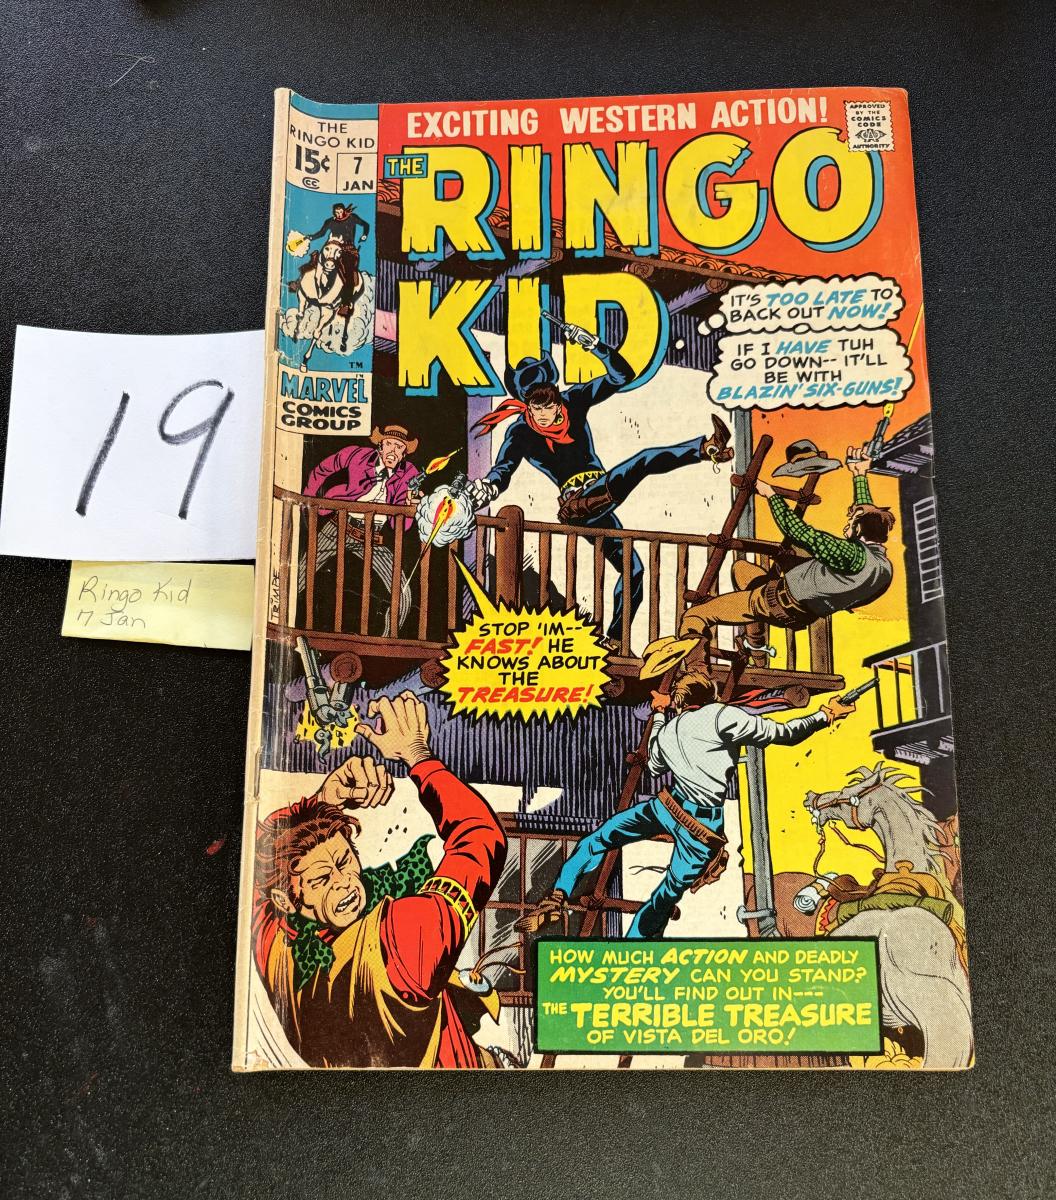 EXCITING WESTERN ACTION!
THE
RINGO KID
15¢
CC
7
JAN
APPROVED
BY THE
COMICS
CODE
CA
AUTHORITY
THE RINGO
KID
TM
MARVEL
COMICS
GROUP
IT'S TOO LATE TO
BACK OUT NOW!
IF I HAVE TUH
GO DOWN-- IT'LL
BE WITH
BLAZIN' SIX-GUNS!
19
Ringo Kid
7 Jan
TRIMPE
STOP 'IM--
FAST! HE
KNOWS ABOUT
THE
TREASURE!
HOW MUCH ACTION AND DEADLY
MYSTERY CAN YOU STAND?
YOU'LL FIND OUT IN---
THE TERRIBLE TREASURE
OF VISTA DEL ORO!